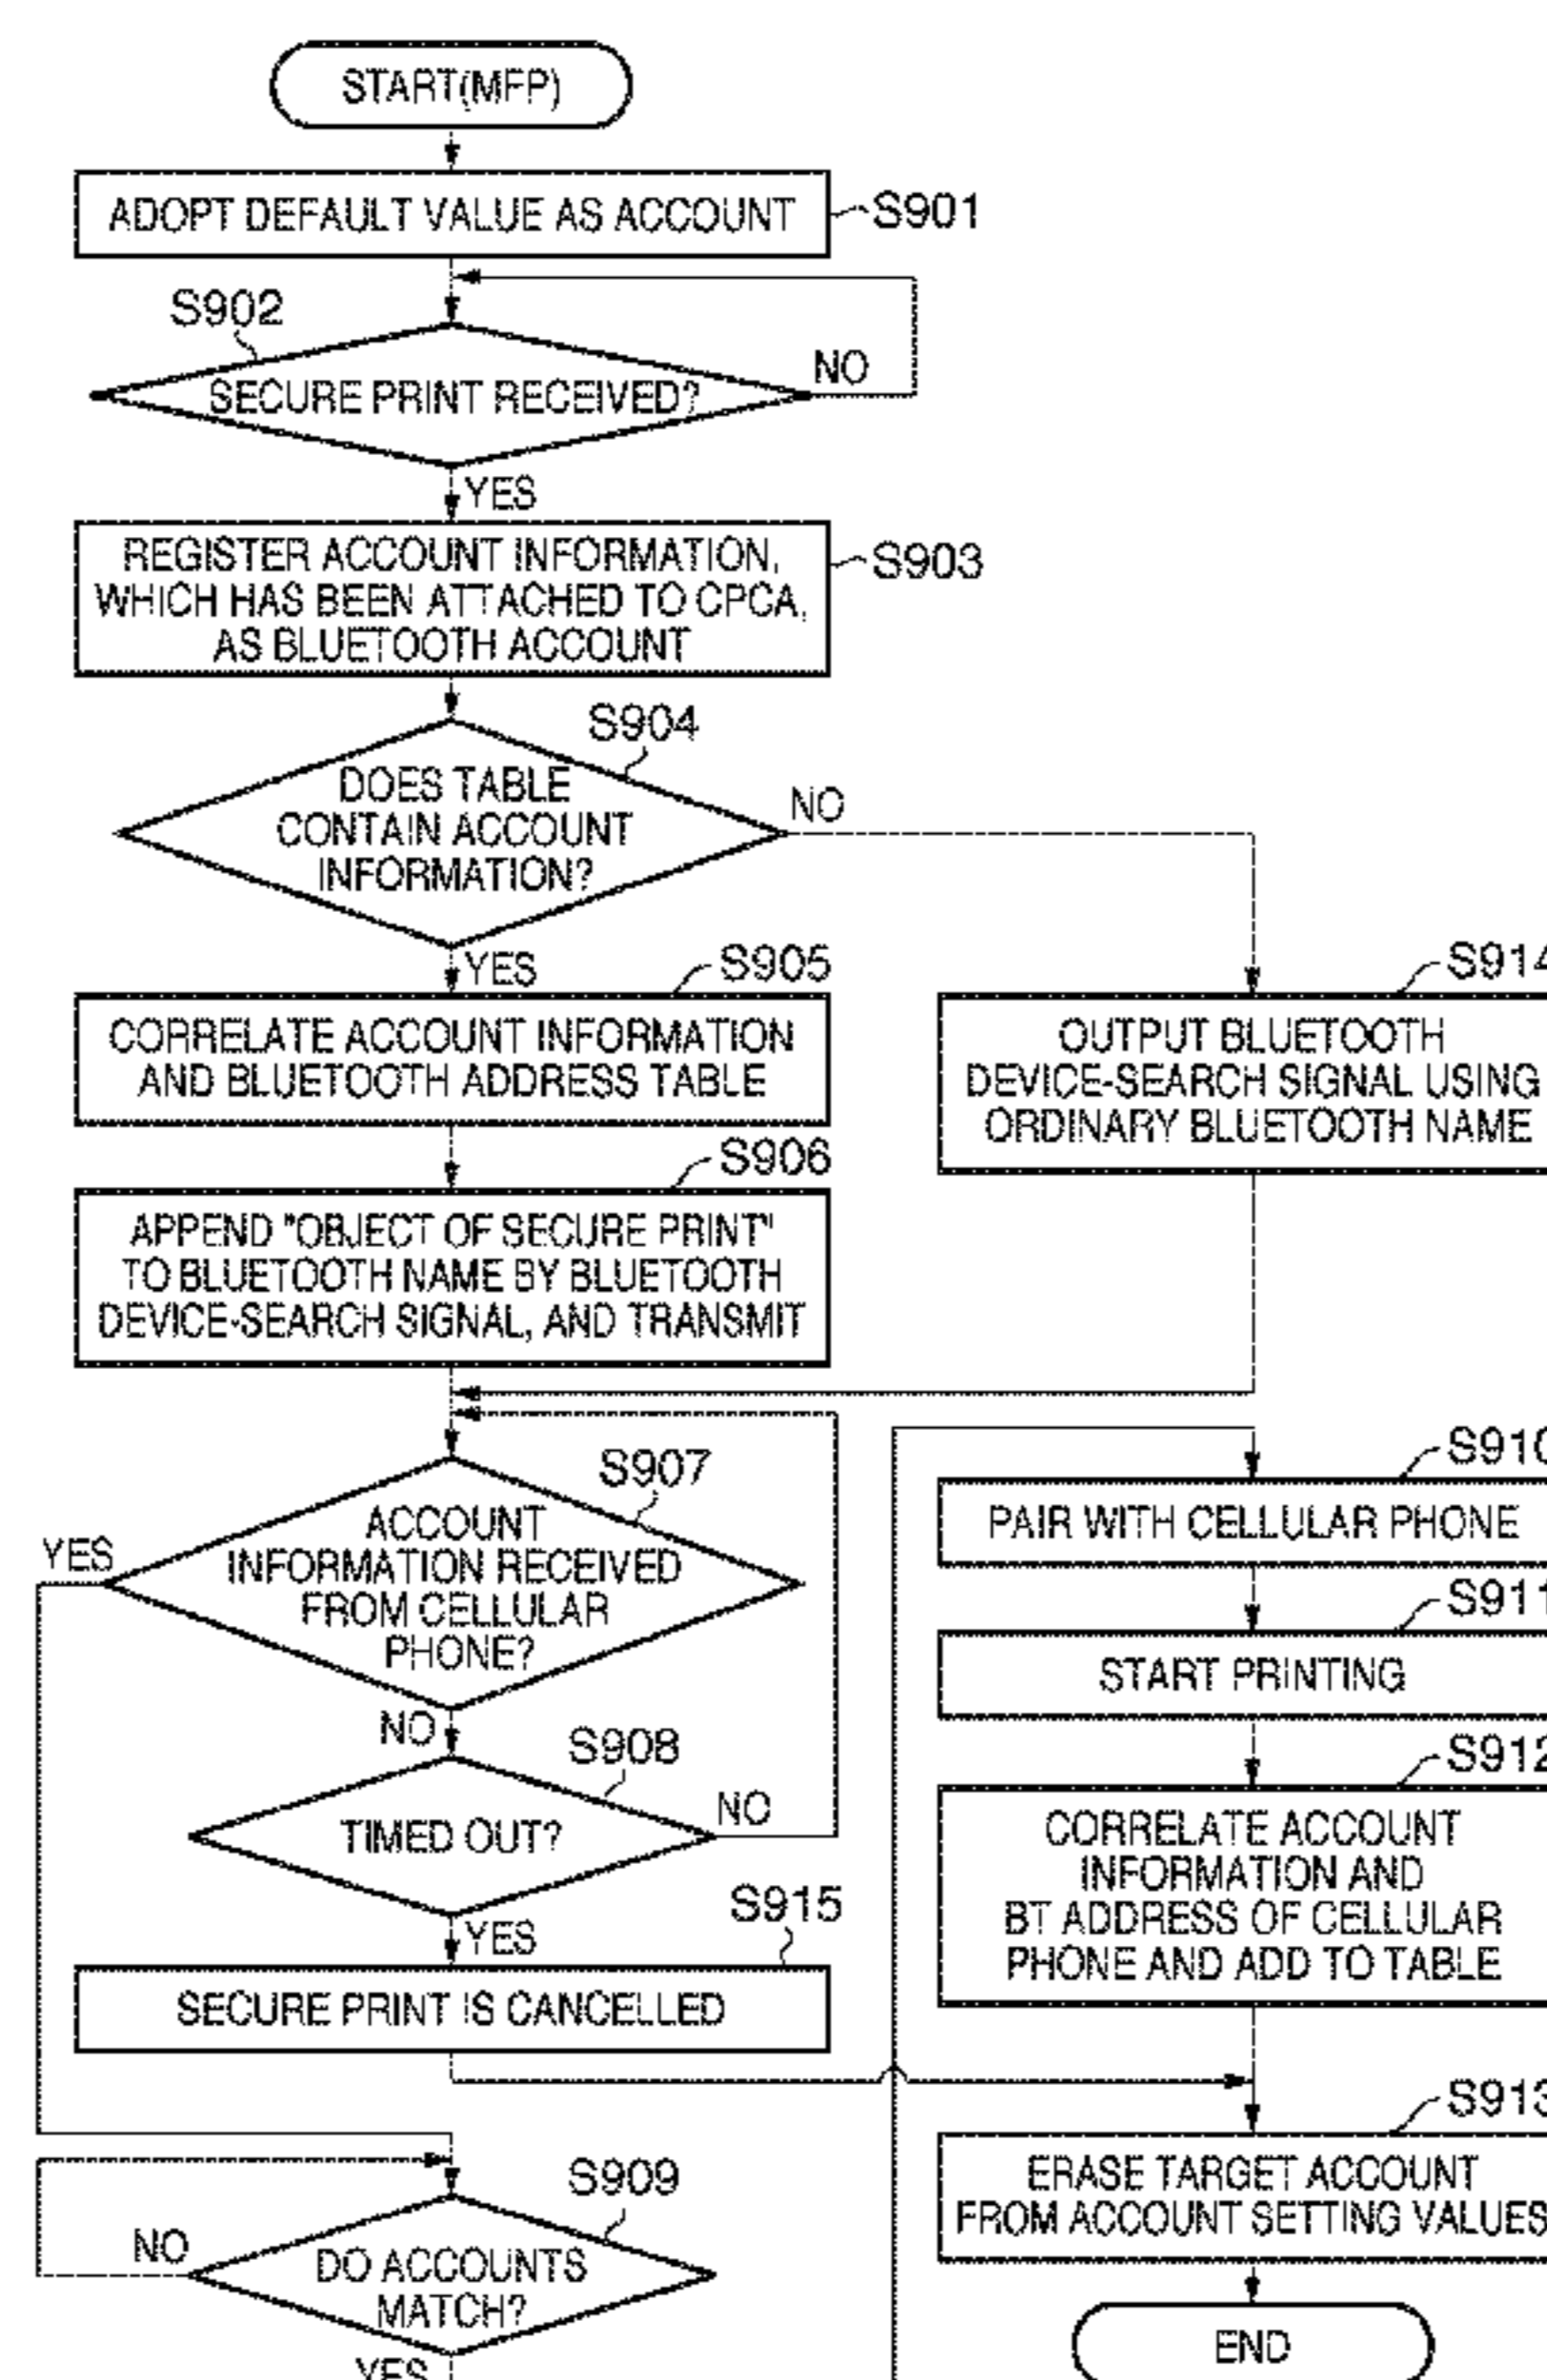 START(MFP)
ADOPT DEFAULT VALUE AS ACCOUNT
S901
S902
SECURE PRINT RECEIVED?
NO
YES
REGISTER ACCOUNT INFORMATION,
WHICH HAS BEEN ATTACHED TO CPCA,
AS BLUETOOTH ACCOUNT
S903
S904
DOES TABLE
CONTAIN ACCOUNT
INFORMATION?
NO
YES
S905
CORRELATE ACCOUNT INFORMATION
AND BLUETOOTH ADDRESS TABLE
S914
OUTPUT BLUETOOTH
DEVICE-SEARCH SIGNAL USING
ORDINARY BLUETOOTH NAME
S906
APPEND "OBJECT OF SECURE PRINT"
TO BLUETOOTH NAME BY BLUETOOTH
DEVICE-SEARCH SIGNAL, AND TRANSMIT
S907
ACCOUNT
INFORMATION RECEIVED
FROM CELLULAR
PHONE?
YES
NO
S908
TIMED OUT?
NO
YES
S915
SECURE PRINT IS CANCELLED
S909
DO ACCOUNTS
MATCH?
NO
YES
S910
PAIR WITH CELLULAR PHONE
S911
START PRINTING
S912
CORRELATE ACCOUNT
INFORMATION AND
BT ADDRESS OF CELLULAR
PHONE AND ADD TO TABLE
S913
ERASE TARGET ACCOUNT
FROM ACCOUNT SETTING VALUES
END